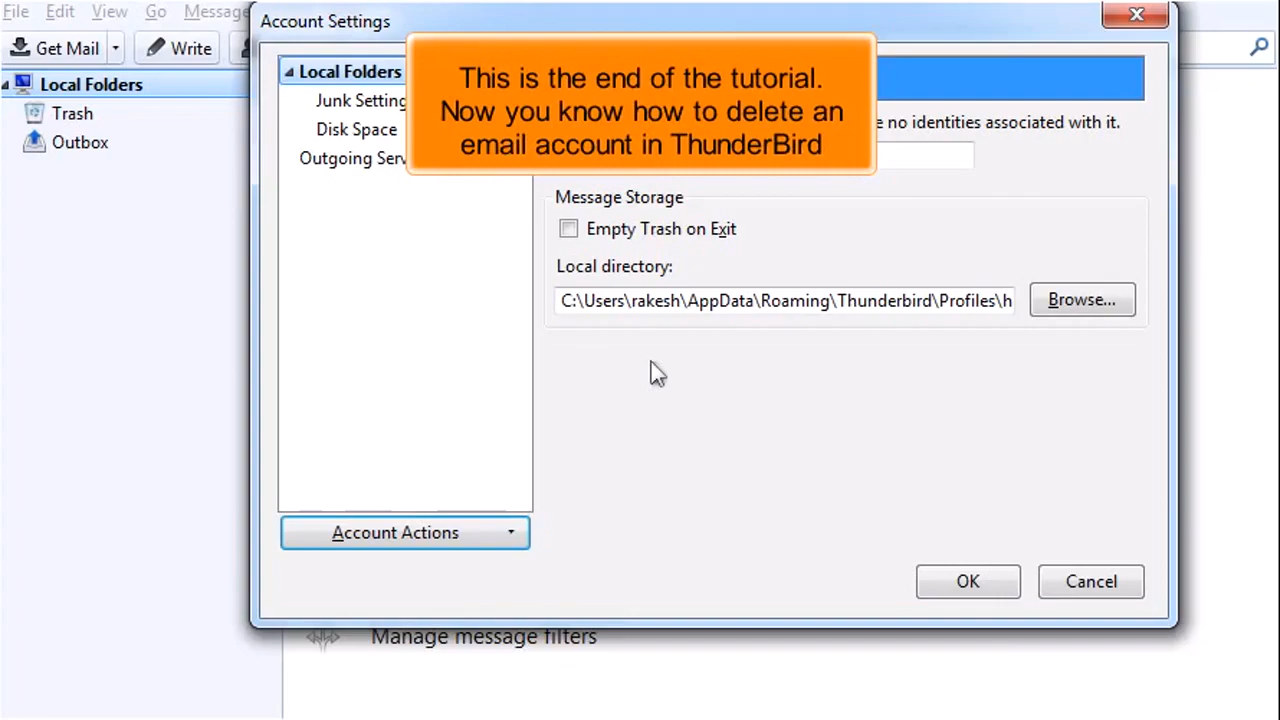 File Edit View Go Message
Account Settings
Get Mail Write
Local Folders
Trash
Outbox
Local Folders
Junk Setting
Disk Space
Outgoing Serv
This is the end of the tutorial.
Now you know how to delete an
email account in ThunderBird
e no identities associated with it.
Message Storage
Empty Trash on Exit
Local directory:
C:\Users\rakesh\AppData\Roaming\Thunderbird\Profiles\h
Browse...
Account Actions
OK Cancel
Manage message filters